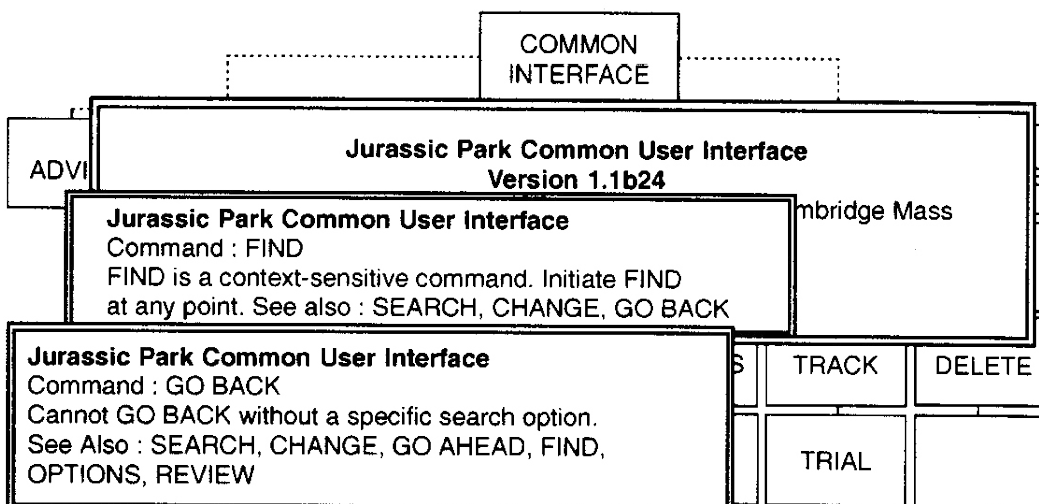 COMMON
INTERFACE
Jurassic Park Common User Interface
Version 1.1b24
Jurassic Park Common User Interface
Command : FIND
FIND is a context-sensitive command. Initiate FIND
at any point. See also : SEARCH, CHANGE, GO BACK
Jurassic Park Common User Interface
Command : GO BACK
Cannot GO BACK without a specific search option.
See Also : SEARCH, CHANGE, GO AHEAD, FIND,
OPTIONS, REVIEW
ADVI
mbridge Mass
S
TRACK
DELETE
TRIAL